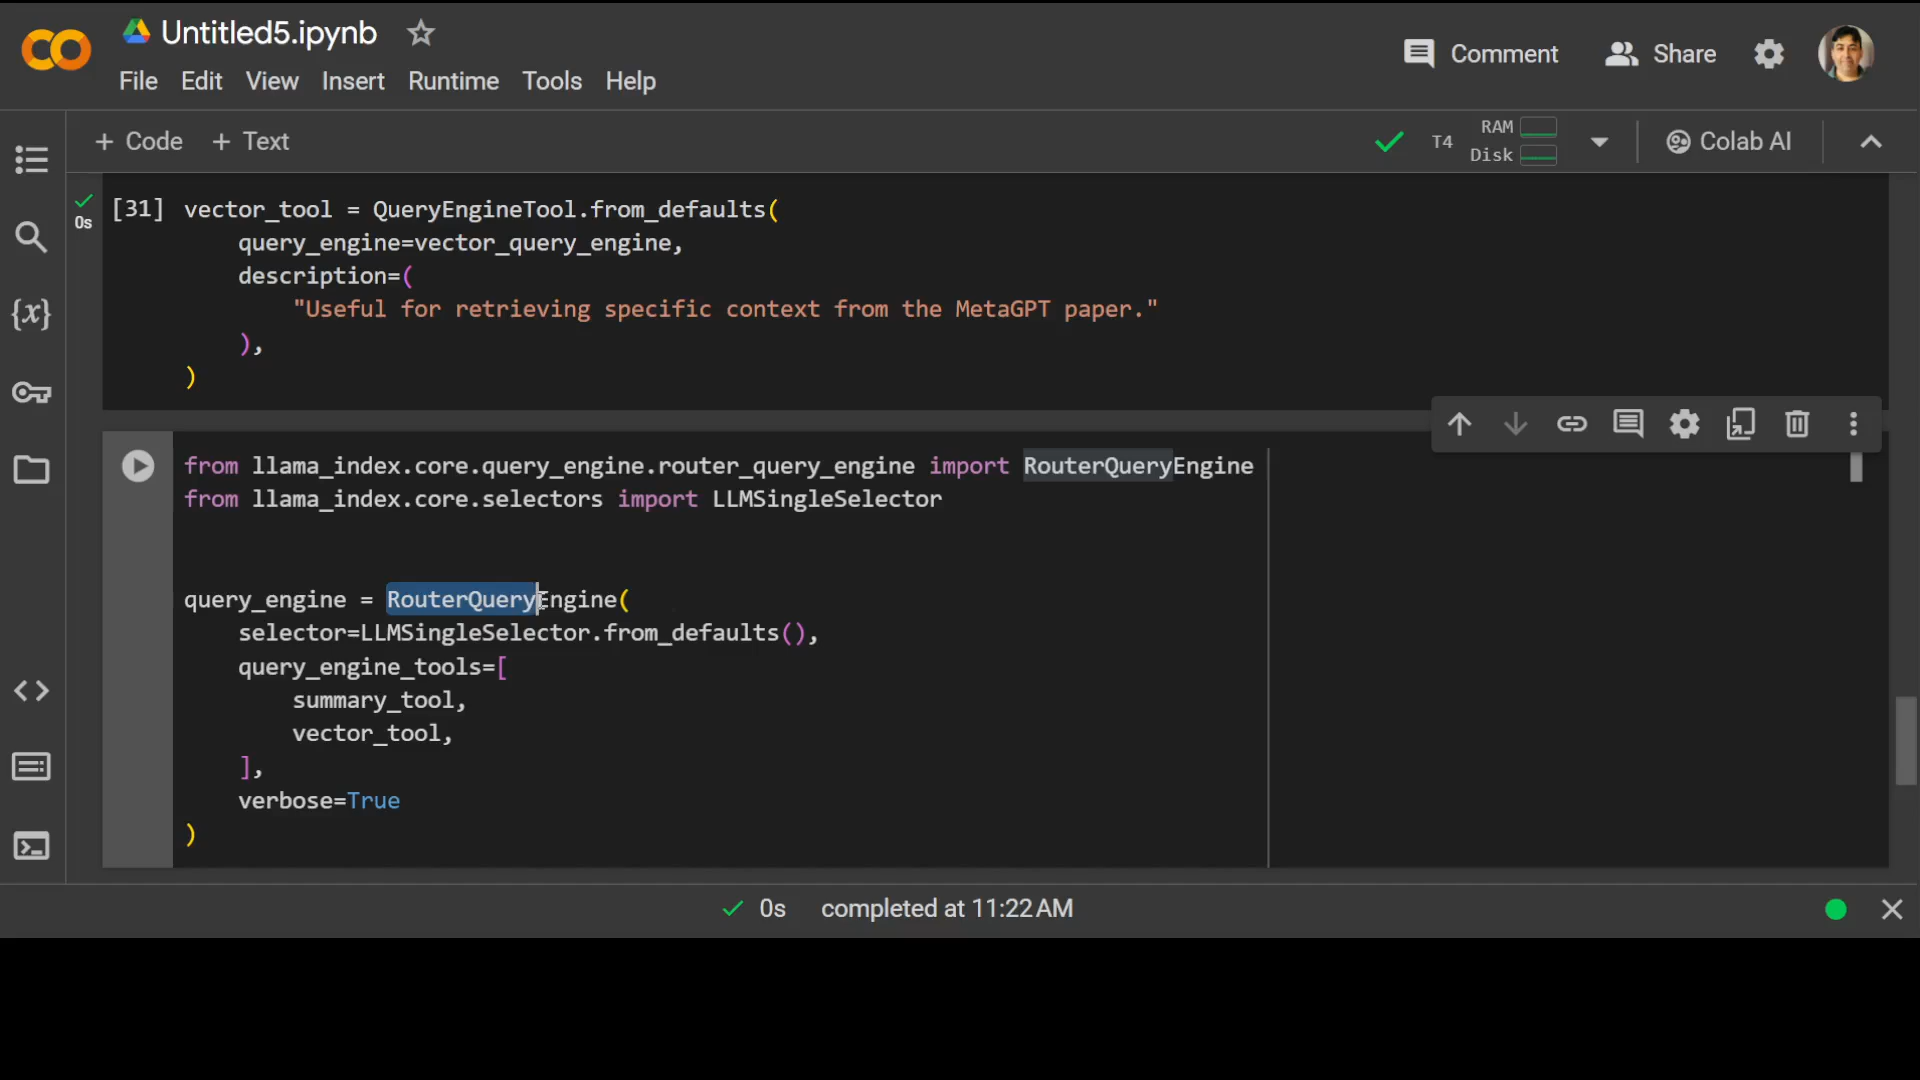 Untitled5.ipynb
Comment
Share
File Edit View Insert Runtime Tools Help
+ Code + Text
T4
RAM
Disk
Colab AI
0s
[31] vector_tool = QueryEngineTool.from_defaults(
query_engine=vector_query_engine,
description=(
"Useful for retrieving specific context from the MetaGPT paper."
),
)
{x}
from llama_index.core.query_engine.router_query_engine import RouterQueryEngine
from llama_index.core.selectors import LLMSingleSelector
query_engine = RouterQueryEngine(
selector=LLMSingleSelector.from_defaults(),
query_engine_tools=[
summary_tool,
vector_tool,
],
verbose=True
)
0s completed at 11:22 AM